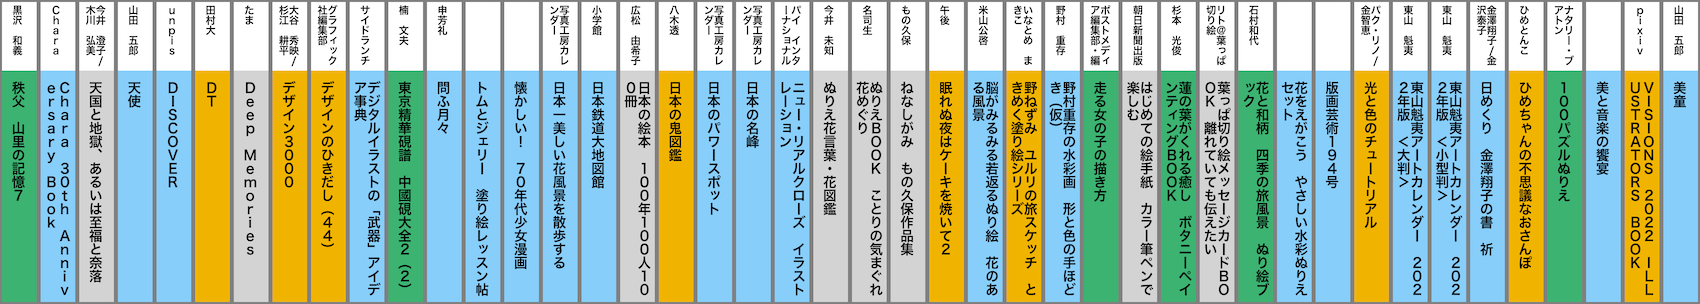 黒沢 和義
秩父 山里の記憶7
Chara
Chara 30th Anniv
ersary Book
今井 澄子/
木川 弘美
天国と地獄、あるいは至福と奈落
山田 五郎
天使
unpis
DISCOVER
田村大
DT
たま
Deep Memories
大谷 秀映/
杉江 耕平
デザイン3000
グラフィック
社編集部
デザインのひきだし(44)
サイドランチ
デジタルイラストの「武器」アイデ
ア事典
楠 文夫
東京精華硯譜 中國硯大全2(2)
申芳礼
問ふ月々
トムとジェリー 塗り絵レッスン帖
懐かしい! 70年代少女漫画
写真工房カレ
ンダー
日本一美しい花風景を散歩する
小学館
日本鉄道大地図館
広松 由希子
日本の絵本 100年100人10
0冊
八木透
日本の鬼図鑑
写真工房カレ
ンダー
日本のパワースポット
写真工房カレ
ンダー
日本の名峰
パイ インタ
ーナショナル
ニュー・リアルクローズ イラスト
レーション
今井 未知
ぬりえ花言葉・花図鑑
名司生
ぬりえBOOK ことりの気まぐれ
花めぐり
もの久保
ねなしがみ もの久保作品集
午後
眠れぬ夜はケーキを焼いて2
米山公啓
脳がみるみる若返るぬり絵 花のあ
る風景
いなとめ ま
きこ
野ねずみ ユルリの旅スケッチ と
きめく塗り絵シリーズ
野村 重存
野村重存の水彩画 形と色の手ほど
き(仮)
ポストメディ
ア編集部・編
走る女の子の描き方
朝日新聞出版
はじめての絵手紙 カラー筆ペンで
楽しむ
杉本 光俊
蓮の葉がくれる癒し ボタニーペイ
ンティングBOOK
リト@葉っぱ
切り絵
葉っぱ切り絵メッセージカードBO
OK 離れていても伝えたい
石村和代
花と和柄 四季の旅風景 ぬり絵ブ
ック
花をえがこう やさしい水彩ぬりえ
セット
版画芸術194号
パク・リノ/
金智恵
光と色のチュートリアル
東山 魁夷
東山魁夷アートカレンダー 202
2年版 <大判>
東山 魁夷
東山魁夷アートカレンダー 202
2年版 <小型判>
金澤翔子/金
沢泰子
日めくり 金澤翔子の書 祈
ひめとんこ
ひめちゃんの不思議なおさんぽ
ナタリー・ブ
アトン
100パズルぬりえ
美と音楽の饗宴
pixiv
VISIONS 2022 ILL
USTRATORS BOOK
山田 五郎
美童